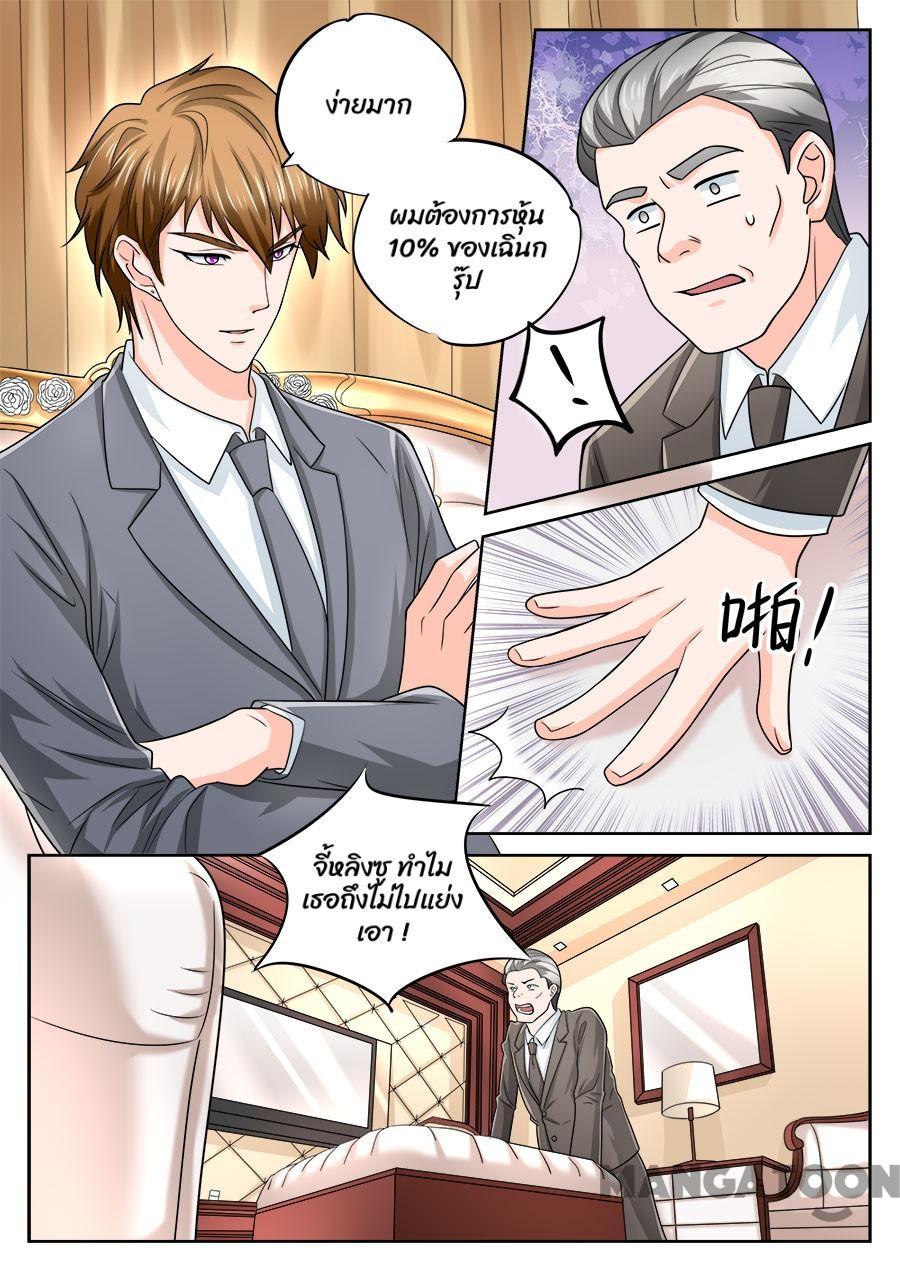 ง่ายมาก
ผมต้องการหุ้น
10% ของเฉินก
รุ๊ป
!
啪!
จี้หลิงซู ทำไม
เธอถึงไม่ไปแย่ง
เอา !
MANGATOON